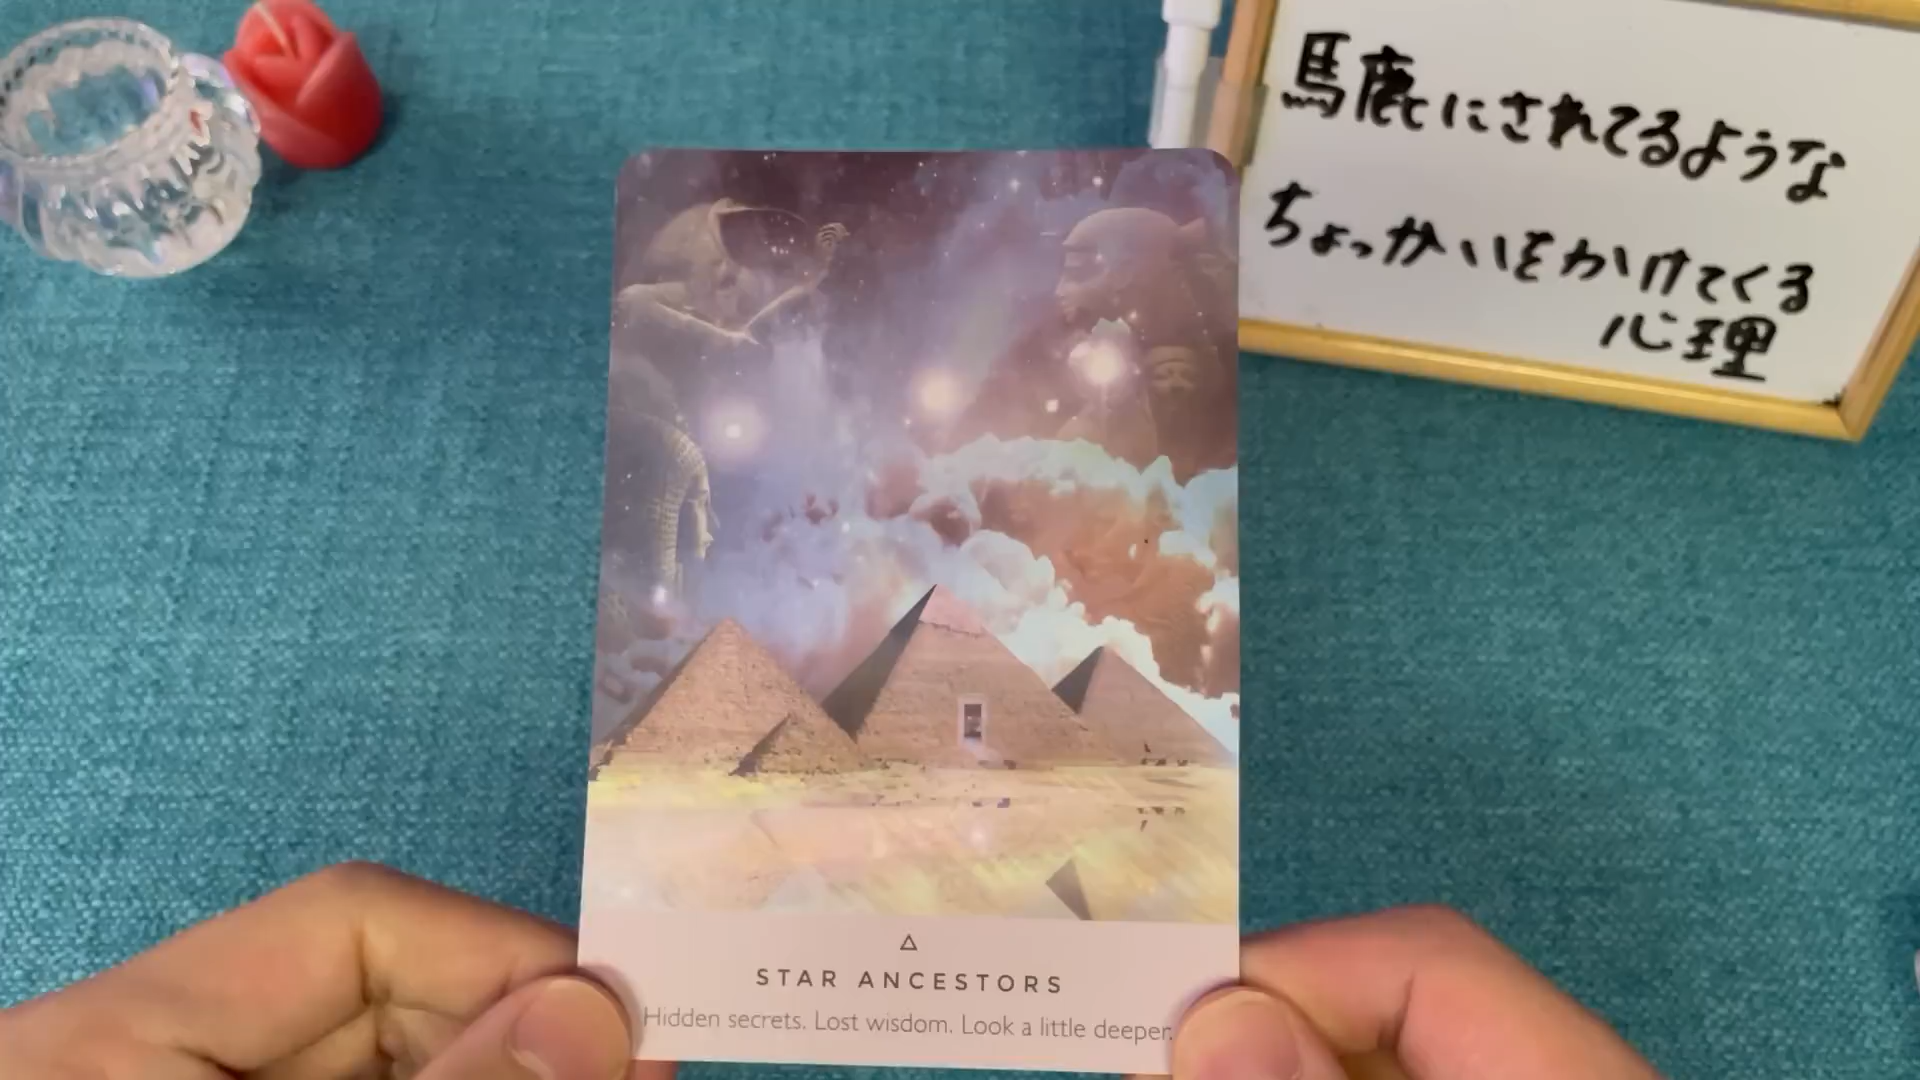 馬鹿にされてるような
ちょっかいをかけてくる
心理
STAR ANCESTORS
Hidden secrets. Lost wisdom. Look a little deeper.